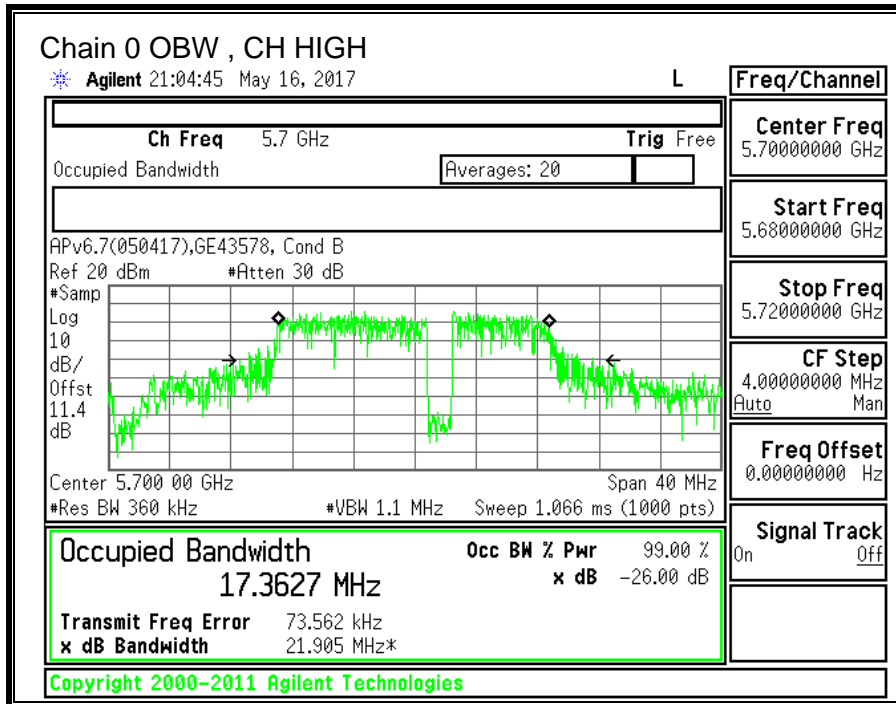 Chain 0 OBW , CH HIGH
Agilent 21:04:45 May 16, 2017 L
Ch Freq 5.7 GHz Trig Free
Occupied Bandwidth Averages: 20
APv6.7(050417),GE43578, Cond B
Ref 20 dBm #Atten 30 dB
#Samp
Log
10
dB/
Offst
11.4
dB
Center 5.700 00 GHz Span 40 MHz
#Res BW 360 kHz #VBW 1.1 MHz Sweep 1.066 ms (1000 pts)
Occupied Bandwidth Occ BW % Pwr 99.00 %
17.3627 MHz x dB -26.00 dB
Transmit Freq Error 73.562 kHz
x dB Bandwidth 21.905 MHz*
Copyright 2000-2011 Agilent Technologies
Freq/Channel
Center Freq
5.70000000 GHz
Start Freq
5.68000000 GHz
Stop Freq
5.72000000 GHz
CF Step
4.00000000 MHz
Auto Man
Freq Offset
0.00000000 Hz
Signal Track
On Off